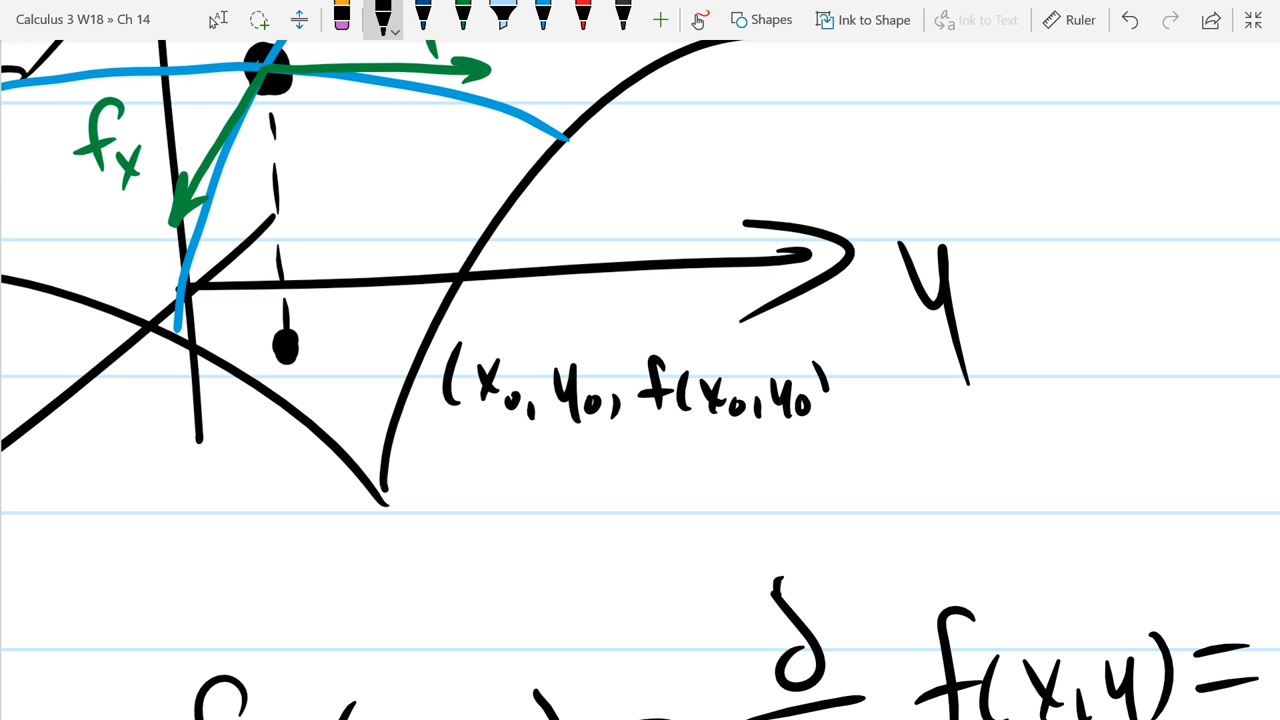 Calculus 3 W18 » Ch 14 Shapes Ink to Shape Ink to Text Ruler
fx
y
(x₀, y₀, f(x₀, y₀)
∂ f(x, y) =